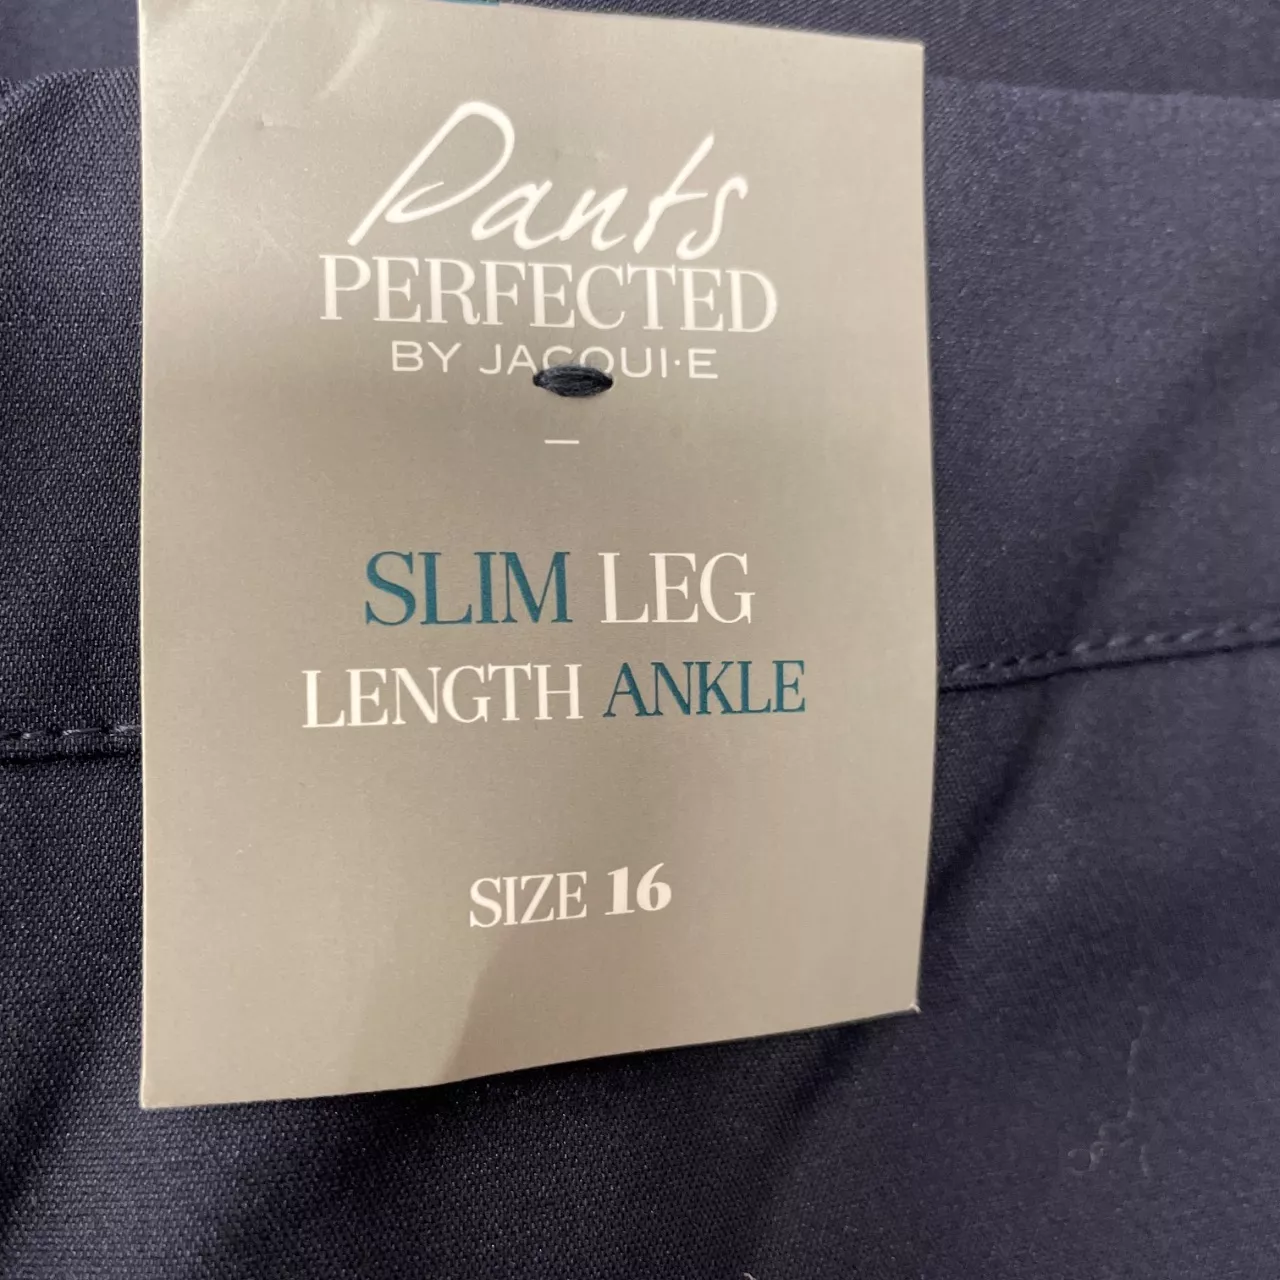 Pants
PERFECTED
BY JACQUI·E
SLIM LEG
LENGTH ANKLE
SIZE 16